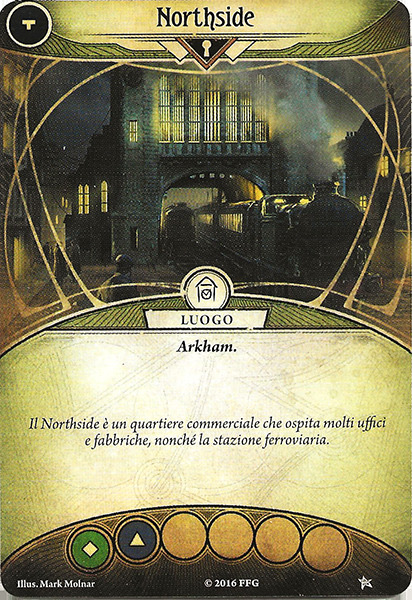 Northside
LUOGO
Arkham.
Il Northside è un quartiere commerciale che ospita molti uffici
e fabbriche, nonché la stazione ferroviaria.
Illus. Mark Molnar
© 2016 FFG